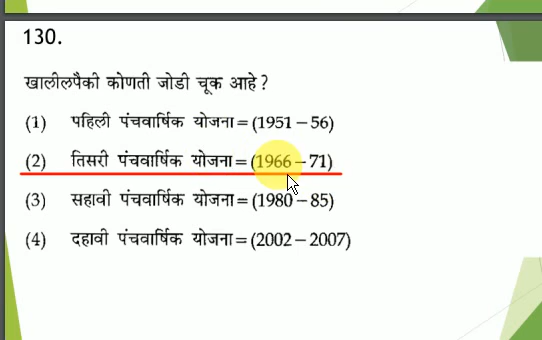 130.
खालीलपैकी कोणती जोडी चूक आहे ?
(1) पहिली पंचवार्षिक योजना = (1951 – 56)
(2) तिसरी पंचवार्षिक योजना = (1966 – 71)
(3) सहावी पंचवार्षिक योजना = (1980 – 85)
(4) दहावी पंचवार्षिक योजना = (2002 – 2007)